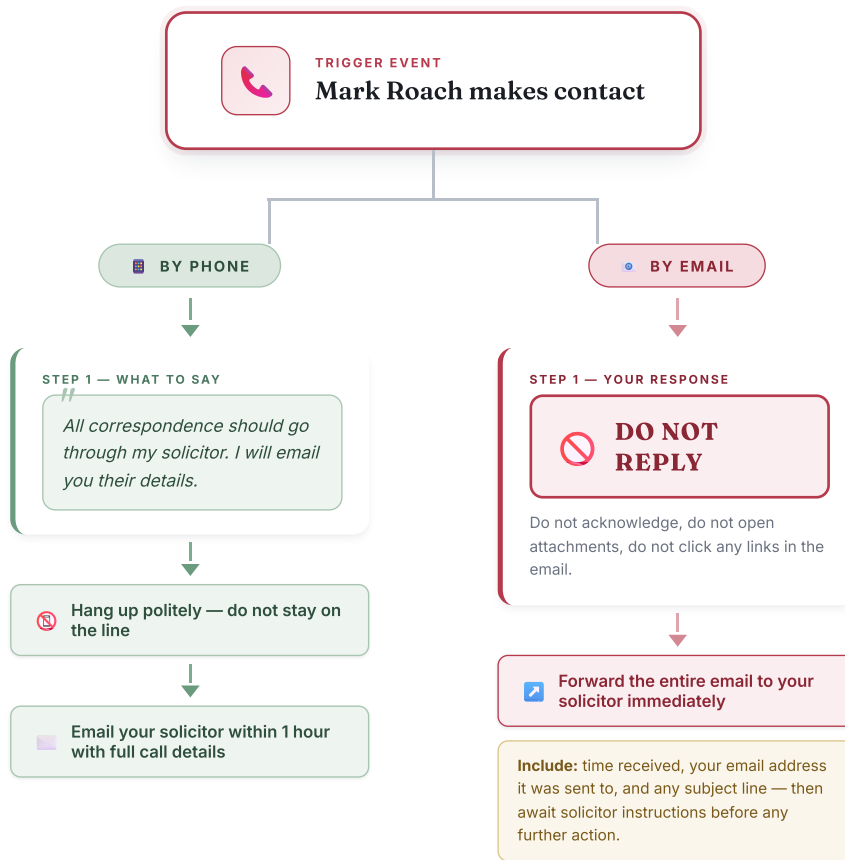 TRIGGER EVENT
Mark Roach makes contact
BY PHONE
STEP 1 — WHAT TO SAY
"
All correspondence should go
through my solicitor. I will email
you their details.
Hang up politely — do not stay on
the line
Email your solicitor within 1 hour
with full call details
BY EMAIL
STEP 1 — YOUR RESPONSE
DO NOT
REPLY
Do not acknowledge, do not open
attachments, do not click any links in the
email.
Forward the entire email to your
solicitor immediately
Include: time received, your email address
it was sent to, and any subject line — then
await solicitor instructions before any
further action.